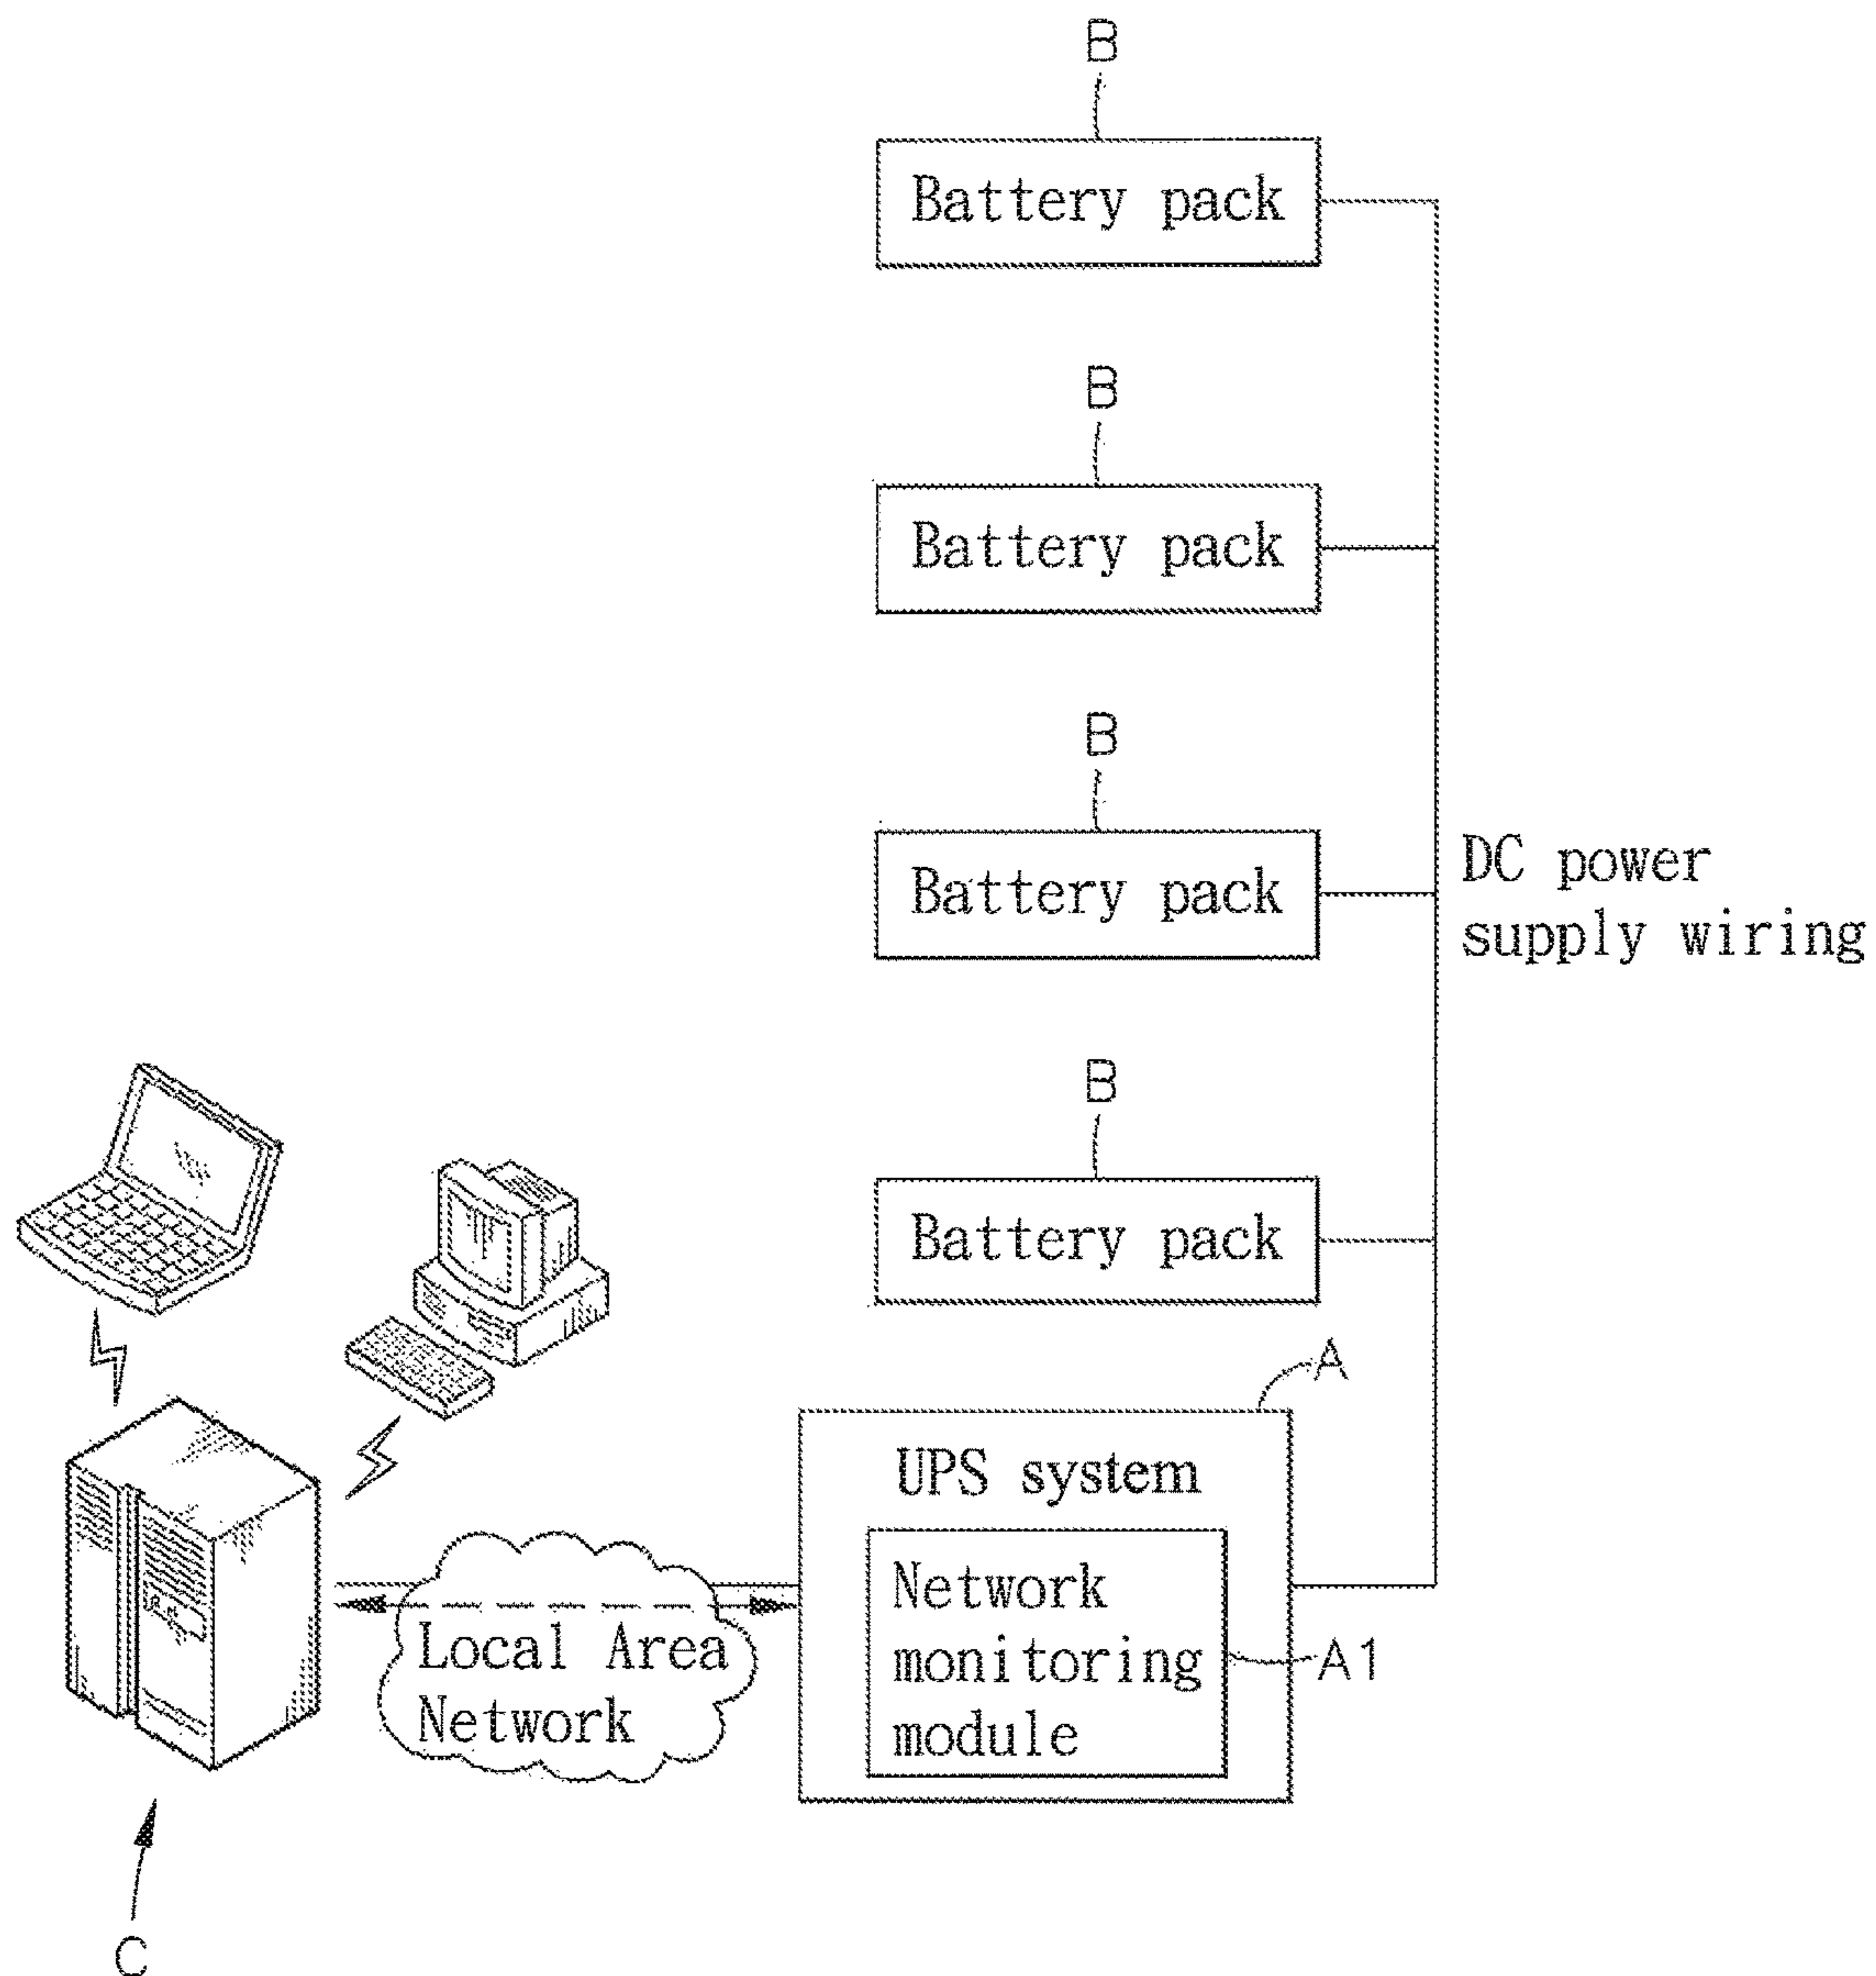 B
Battery pack
B
Battery pack
B
Battery pack
DC power
supply wiring
B
Battery pack
A
UPS system
Network
monitoring
module
A1
Local Area
Network
C